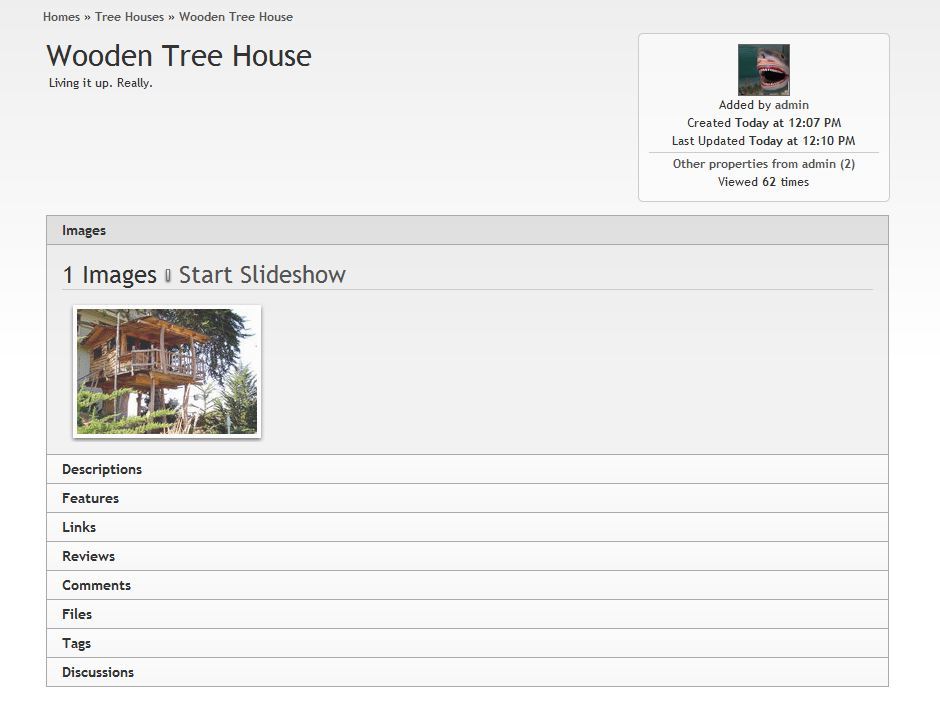 Homes » Tree Houses » Wooden Tree House
Wooden Tree House
Living it up. Really.
Added by admin
Created Today at 12:07 PM
Last Updated Today at 12:10 PM
Other properties from admin (2)
Viewed 62 times
Images
1 Images Start Slideshow
Descriptions
Features
Links
Reviews
Comments
Files
Tags
Discussions